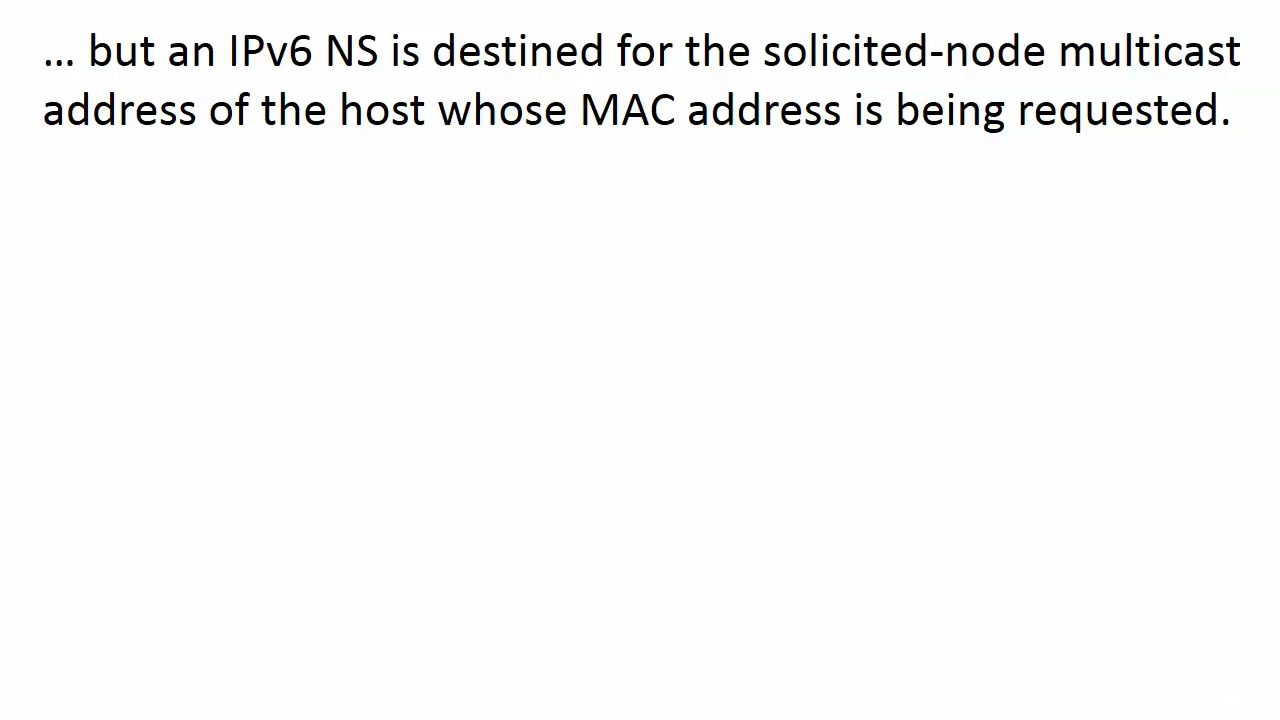 ... but an IPv6 NS is destined for the solicited-node multicast
address of the host whose MAC address is being requested.